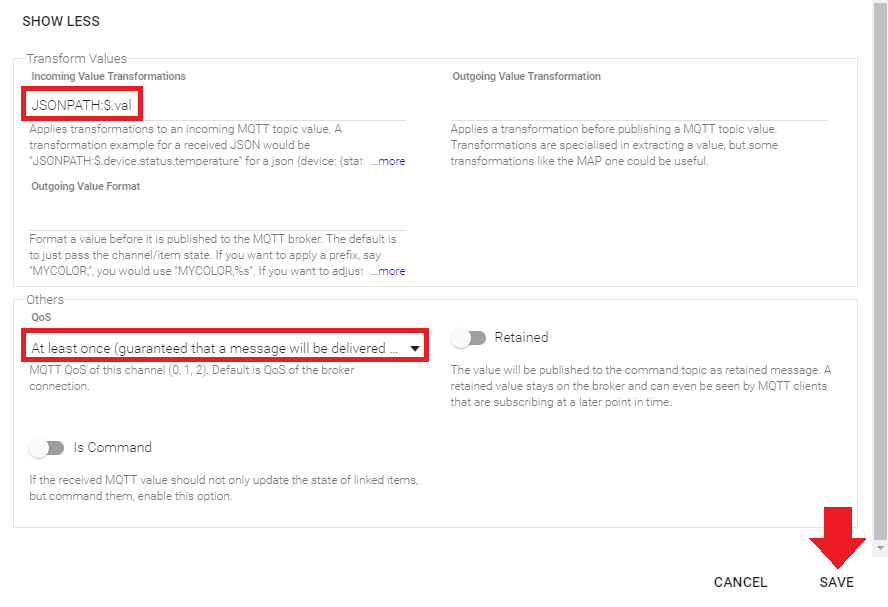 SHOW LESS
Transform Values
Incoming Value Transformations
JSONPATH:$.val
Applies transformations to an incoming MQTT topic value. A
transformation example for a received JSON would be
"JSONPATH:$.device.status.temperature" for a json {device: {stat ...more
Outgoing Value Transformation
Applies a transformation before publishing a MQTT topic value.
Transformations are specialised in extracting a value, but some
transformations like the MAP one could be useful.
Outgoing Value Format
Format a value before it is published to the MQTT broker. The default is
to just pass the channel/item state. If you want to apply a prefix, say
"MYCOLOR,", you would use "MYCOLOR,%s". If you want to adjust ...more
Others
QoS
At least once (guaranteed that a message will be delivered ...
MQTT QoS of this channel (0, 1, 2). Default is QoS of the broker
connection.
Retained
The value will be published to the command topic as retained message. A
retained value stays on the broker and can even be seen by MQTT clients
that are subscribing at a later point in time.
Is Command
If the received MQTT value should not only update the state of linked items,
but command them, enable this option.
CANCEL
SAVE